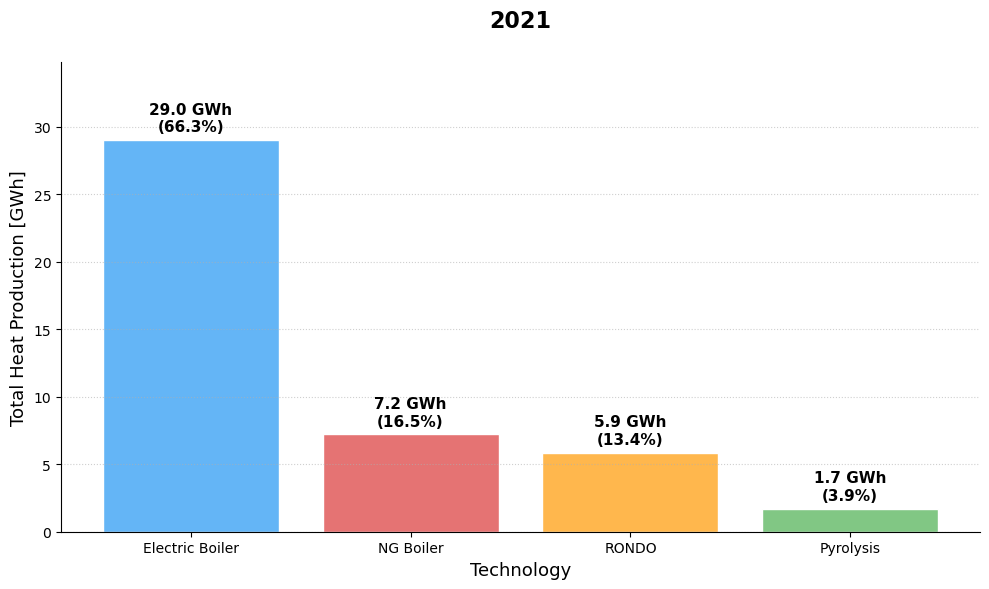 2021
Total Heat Production [GWh]
30
25
20
15
10
5
0
29.0 GWh
(66.3%)
7.2 GWh
(16.5%)
5.9 GWh
(13.4%)
1.7 GWh
(3.9%)
Electric Boiler
NG Boiler
RONDO
Pyrolysis
Technology